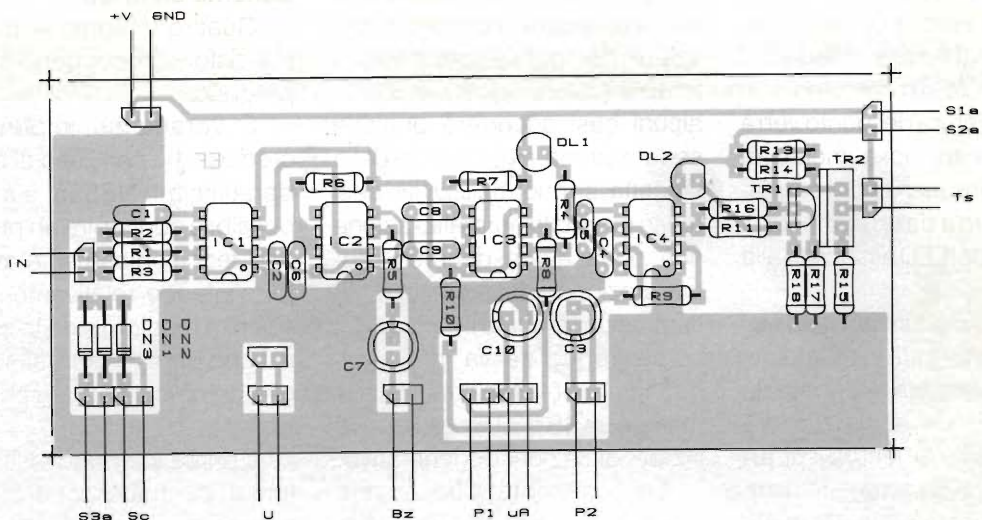 +V GND
DL1
DL2
R13
R14
TR2
TR1
S1a
S2a
Ts
R6
R7
R4
R16
R11
C1
R2
R1
R3
IN
IC1
IC2
C8
C9
IC3
C5
C4
IC4
C2
C6
R5
R10
R8
R9
R18
R17
R15
DZ3
DZ1
DZ2
C7
C10
C3
S3a Sc U Bz P1 uA P2